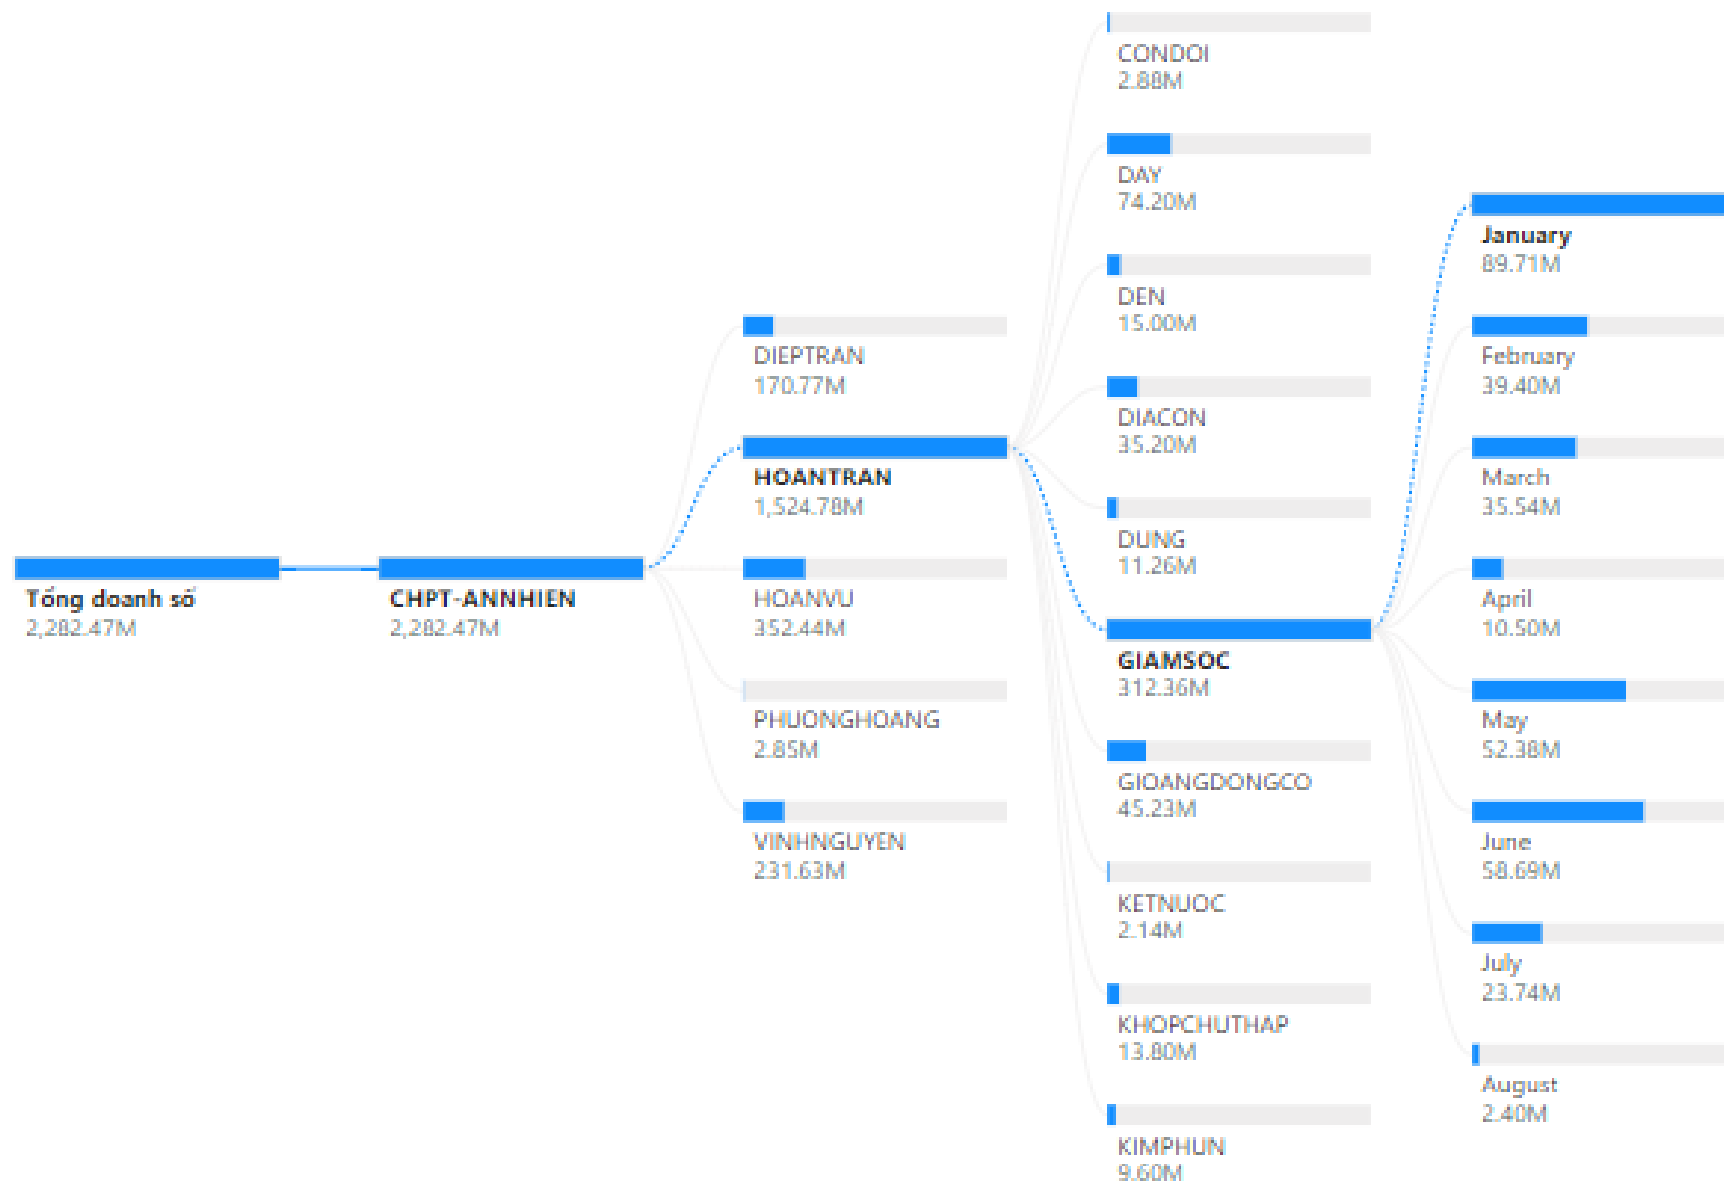 Tổng doanh số
2,282.47M
CHPT-ANNHIEN
2,282.47M
DIEPTRAN
170.77M
HOANTRAN
1,524.78M
HOANVU
352.44M
PHUONGHOANG
2.85M
VINHNGUYEN
231.63M
CONDOI
2.88M
DAY
74.20M
DEN
15.00M
DIACON
35.20M
DUNG
11.26M
GIAMSOC
312.36M
GIOANGDONGCO
45.23M
KETNUOC
2.14M
KHOPCHUTHAP
13.80M
KIMPHUN
9.60M
January
89.71M
February
39.40M
March
35.54M
April
10.50M
May
52.38M
June
58.69M
July
23.74M
August
2.40M